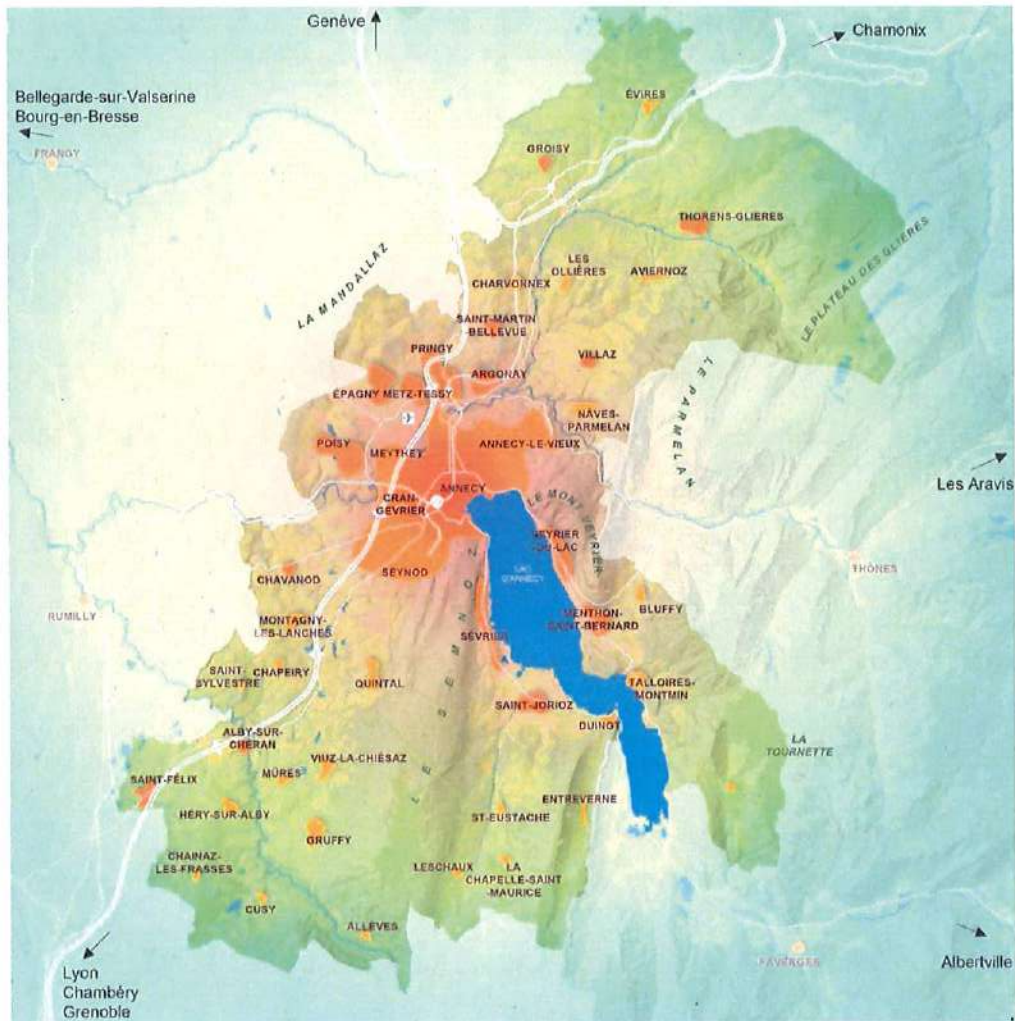 Genève
Chamonix
Bellegarde-sur-Valserine
Bourg-en-Bresse
FRANGY
ÉVIRES
GROISY
THORENS-GLIÈRES
LA MANDALLAZ
CHARVONNEX
LES
OLLIÈRES
AVIERNOZ
LE PLATEAU DES GLIÈRES
SAINT-MARTIN
-BELLEVUE
PRINGY
VILLAZ
ARGONAY
LE PARMELAN
ÉPAGNY METZ-TESSY
NÂVES-
PARMELAN
POISY
MEYTHET
ANNECY-LE-VIEUX
Les Aravis
ANNECY
CRAN-
GEVRIER
LE MONT VEYRIER
VEYRIER
-DU-LAC
LAC
D'ANNECY
THÔNES
SEYNOD
CHAVANOD
RUMILLY
BLUFFY
MENTHON-
SAINT-BERNARD
MONTAGNY-
LES-LANCHES
SÉVRIER
LE SEMNOZ
SAINT-
SYLVESTRE
CHAPEIRY
QUINTAL
TALLOIRES-
MONTMIN
SAINT-JORIOZ
DUINGT
ALBY-SUR-
CHÉRAN
LA
TOURNETTE
VIUZ-LA-CHIÉSAZ
SAINT-FÉLIX
MÛRES
ENTREVERNE
HÉRY-SUR-ALBY
ST-EUSTACHE
GRUFFY
CHAINAZ-
LES-FRASSES
LESCHAUX
LA
CHAPELLE-SAINT
-MAURICE
CUSY
ALLÈVES
FAVERGES
Albertville
Lyon
Chambéry
Grenoble